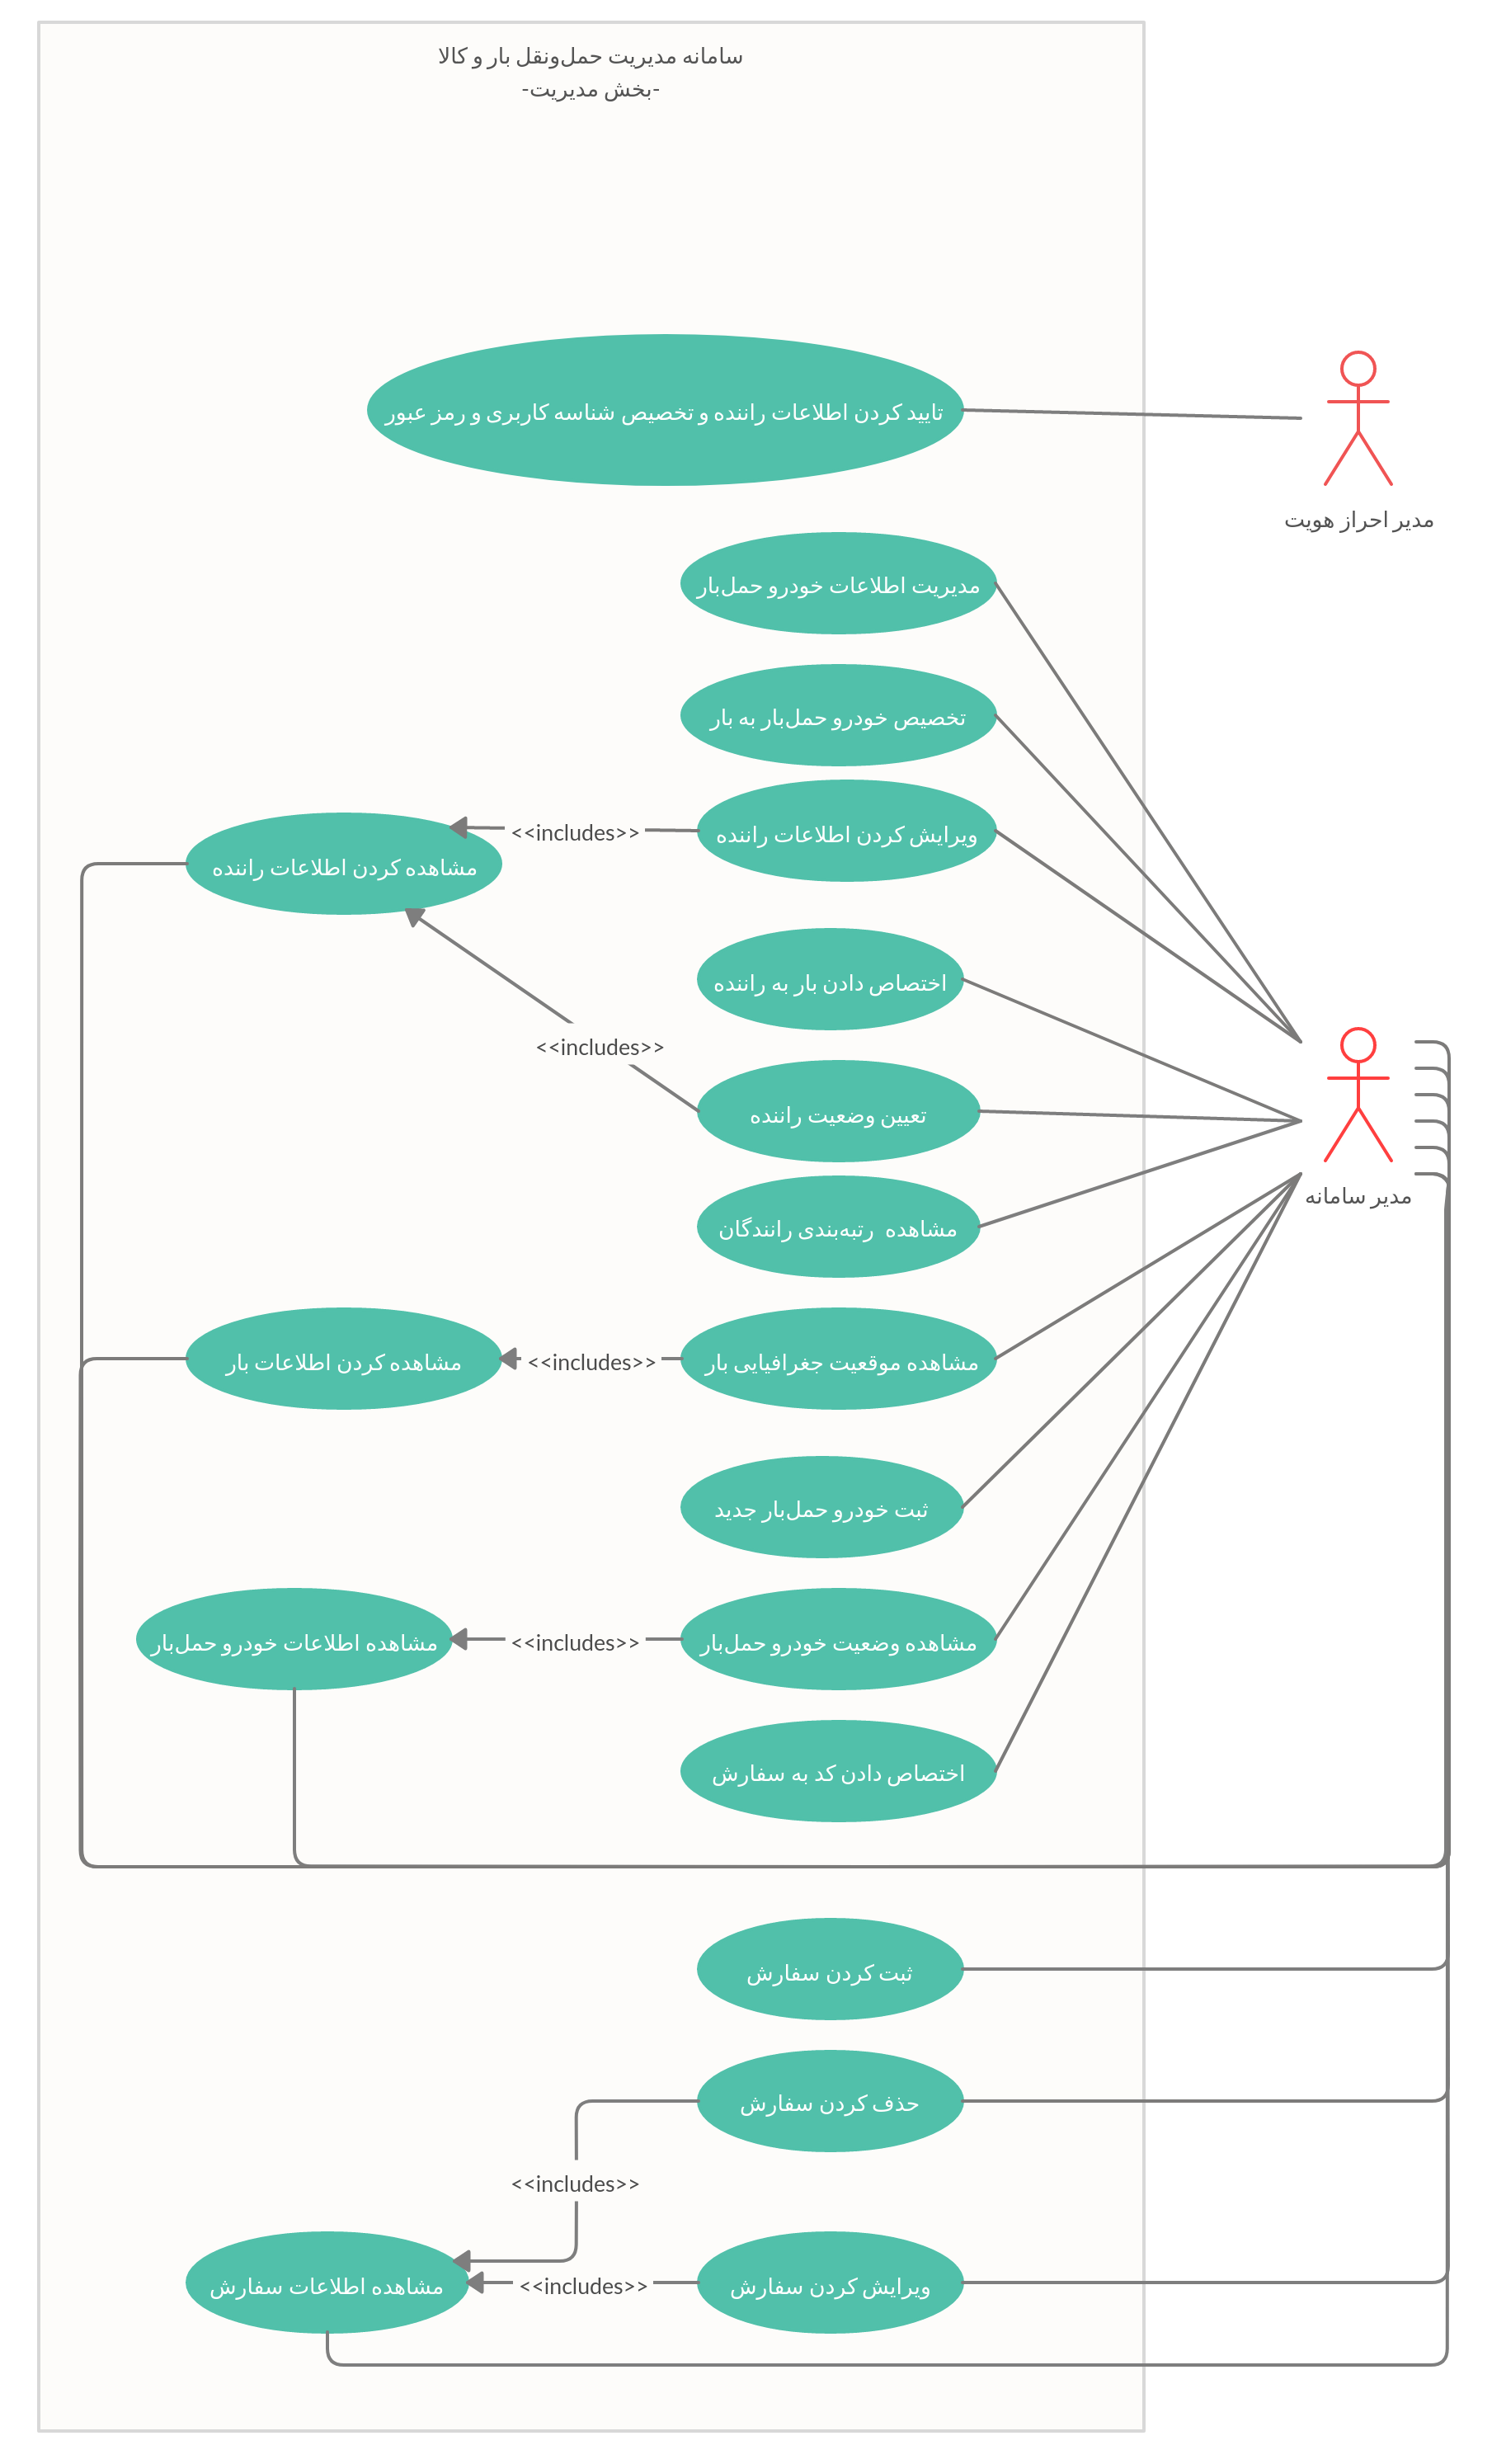 سامانه مدیریت حمل‌ونقل بار و کالا
-بخش مدیریت-
تایید کردن اطلاعات راننده و تخصیص شناسه کاربری و رمز عبور
مدیر احراز هویت
مدیریت اطلاعات خودرو حمل‌بار
تخصیص خودرو حمل‌بار به بار
ویرایش کردن اطلاعات راننده
<<includes>>
مشاهده کردن اطلاعات راننده
اختصاص دادن بار به راننده
<<includes>>
تعیین وضعیت راننده
مدیر سامانه
مشاهده  رتبه‌بندی رانندگان
مشاهده موقعیت جغرافیایی بار
<<includes>>
مشاهده کردن اطلاعات بار
ثبت خودرو حمل‌بار جدید
مشاهده وضعیت خودرو حمل‌بار
<<includes>>
مشاهده اطلاعات خودرو حمل‌بار
اختصاص دادن کد به سفارش
ثبت کردن سفارش
حذف کردن سفارش
<<includes>>
ویرایش کردن سفارش
<<includes>>
مشاهده اطلاعات سفارش